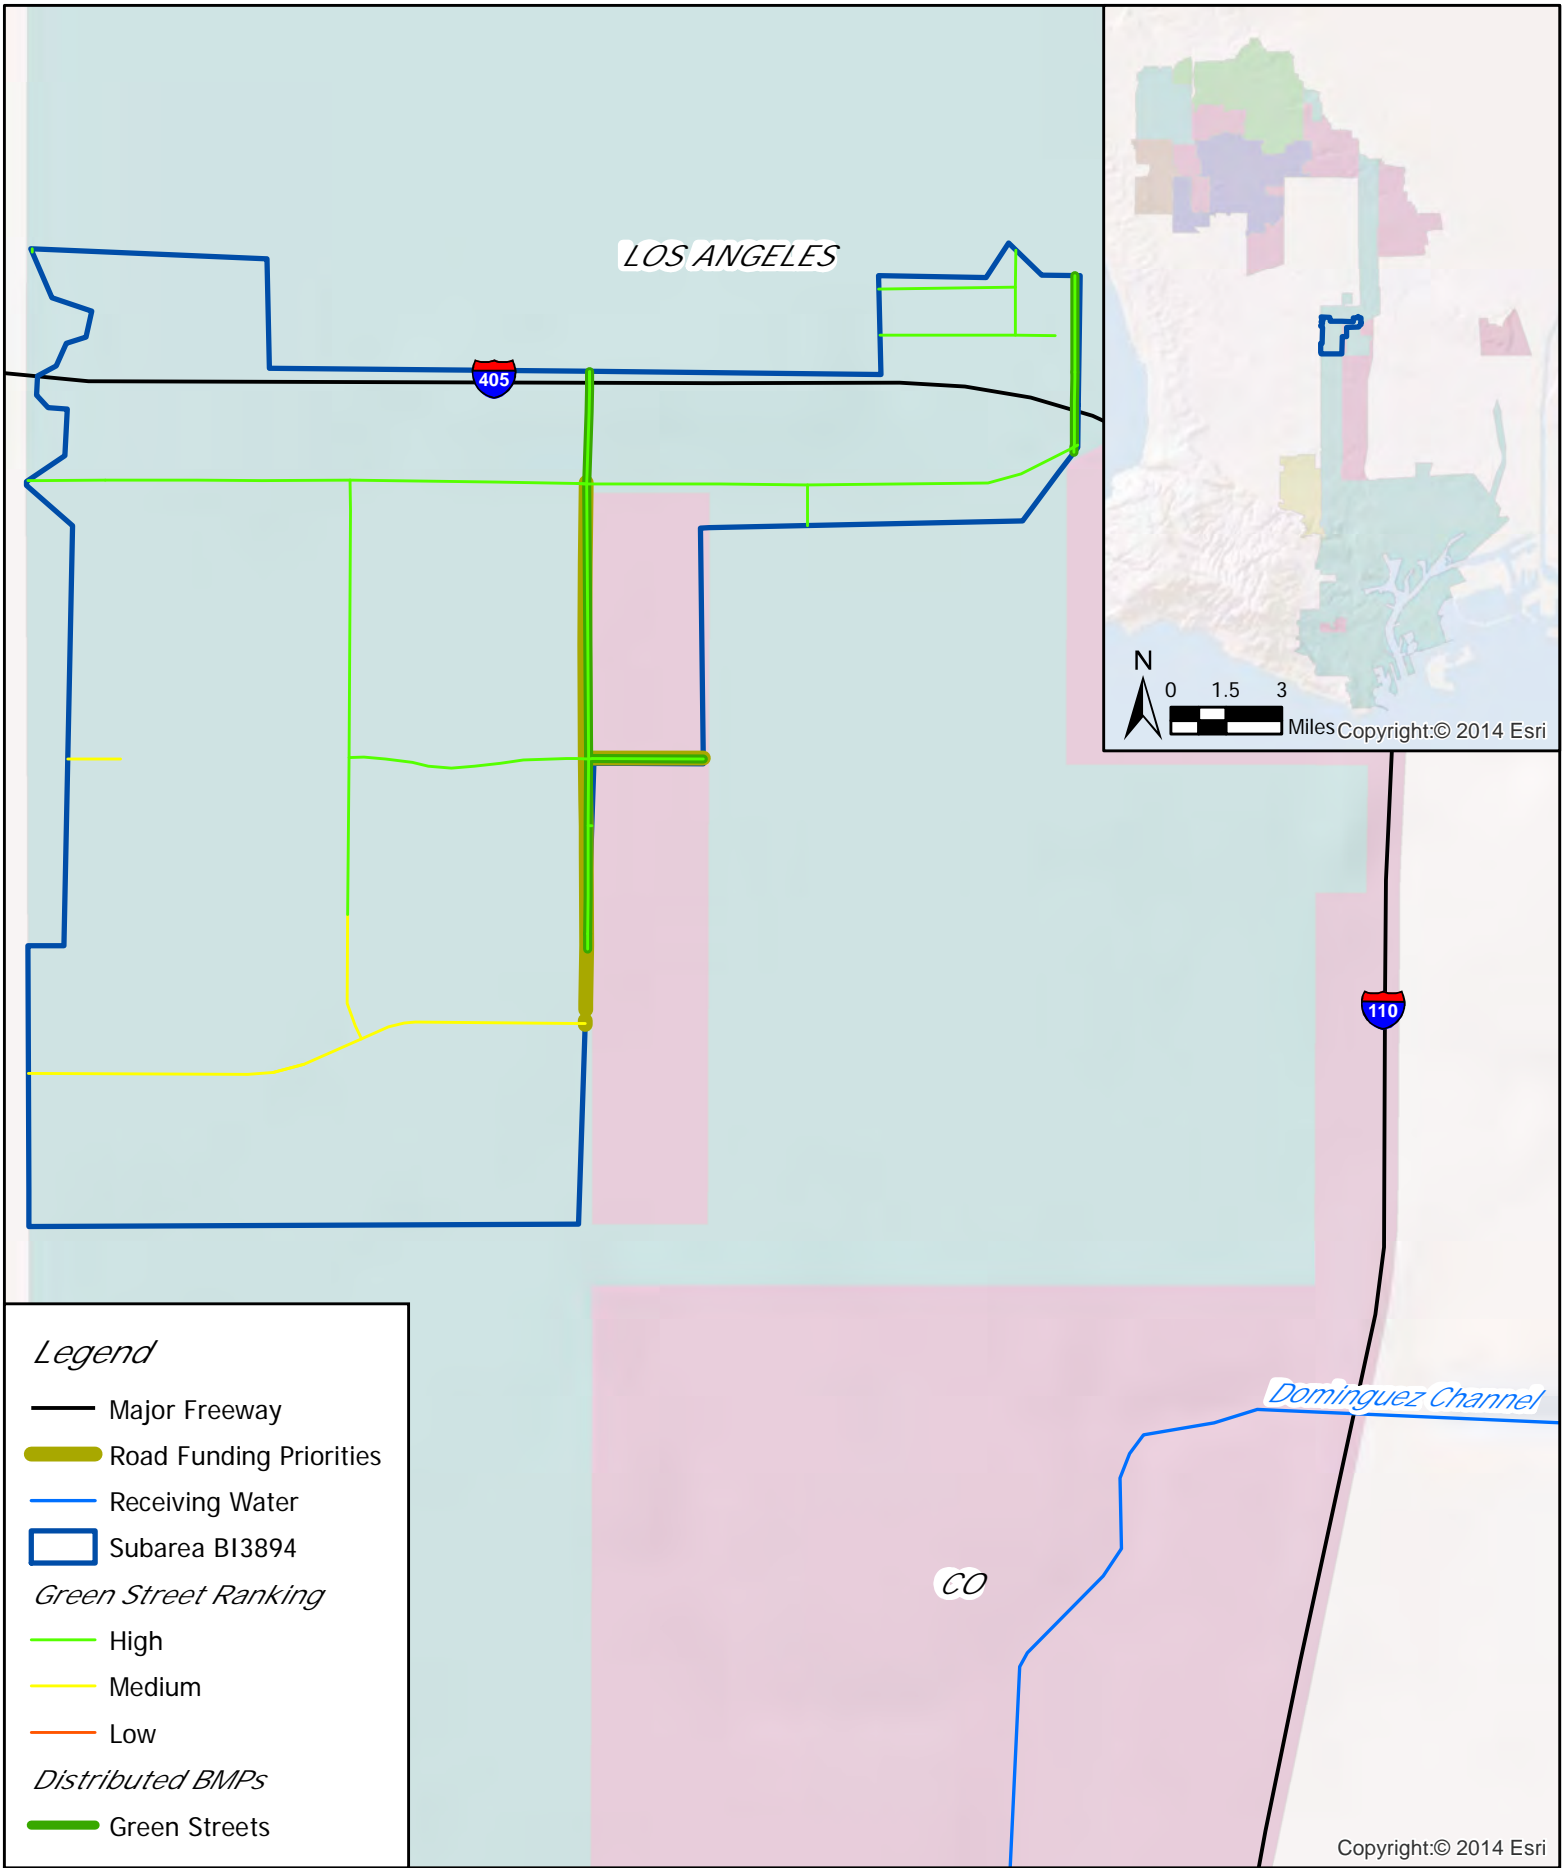 LOS ANGELES
405
N
0 1.5 3
Miles
Copyright:© 2014 Esri
110
Dominguez Channel
CO
Legend
Major Freeway
Road Funding Priorities
Receiving Water
Subarea BI3894
Green Street Ranking
High
Medium
Low
Distributed BMPs
Green Streets
Copyright:© 2014 Esri